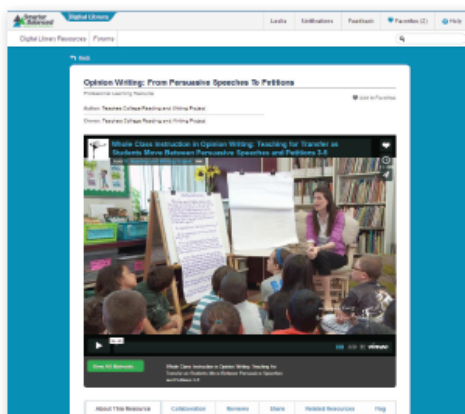 Smarter
Balanced
Digital Library
Notifications
Feedback
Favorites (2)
Help
Digital Library Resources
Forums
Back
Opinion Writing: From Persuasive Speeches To Petitions
Professional Learning Resource
Add to Favorites
Author: Teachers College Reading and Writing Project
Owner: Teachers College Reading and Writing Project
Whole Class Instruction in Opinion Writing: Teaching for Transfer as
Students Move Between Persuasive Speeches and Petitions 3-5
vimeo
Whole Class Instruction in Opinion Writing: Teaching for
Transfer as Students Move Between Persuasive Speeches
and Petitions 3-5
About This Resource
Collaboration
Reviews
Share
Related Resources
Flag